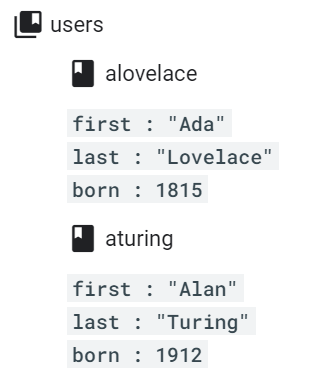 users
alovelace
first : "Ada"
last : "Lovelace"
born : 1815
aturing
first : "Alan"
last : "Turing"
born : 1912